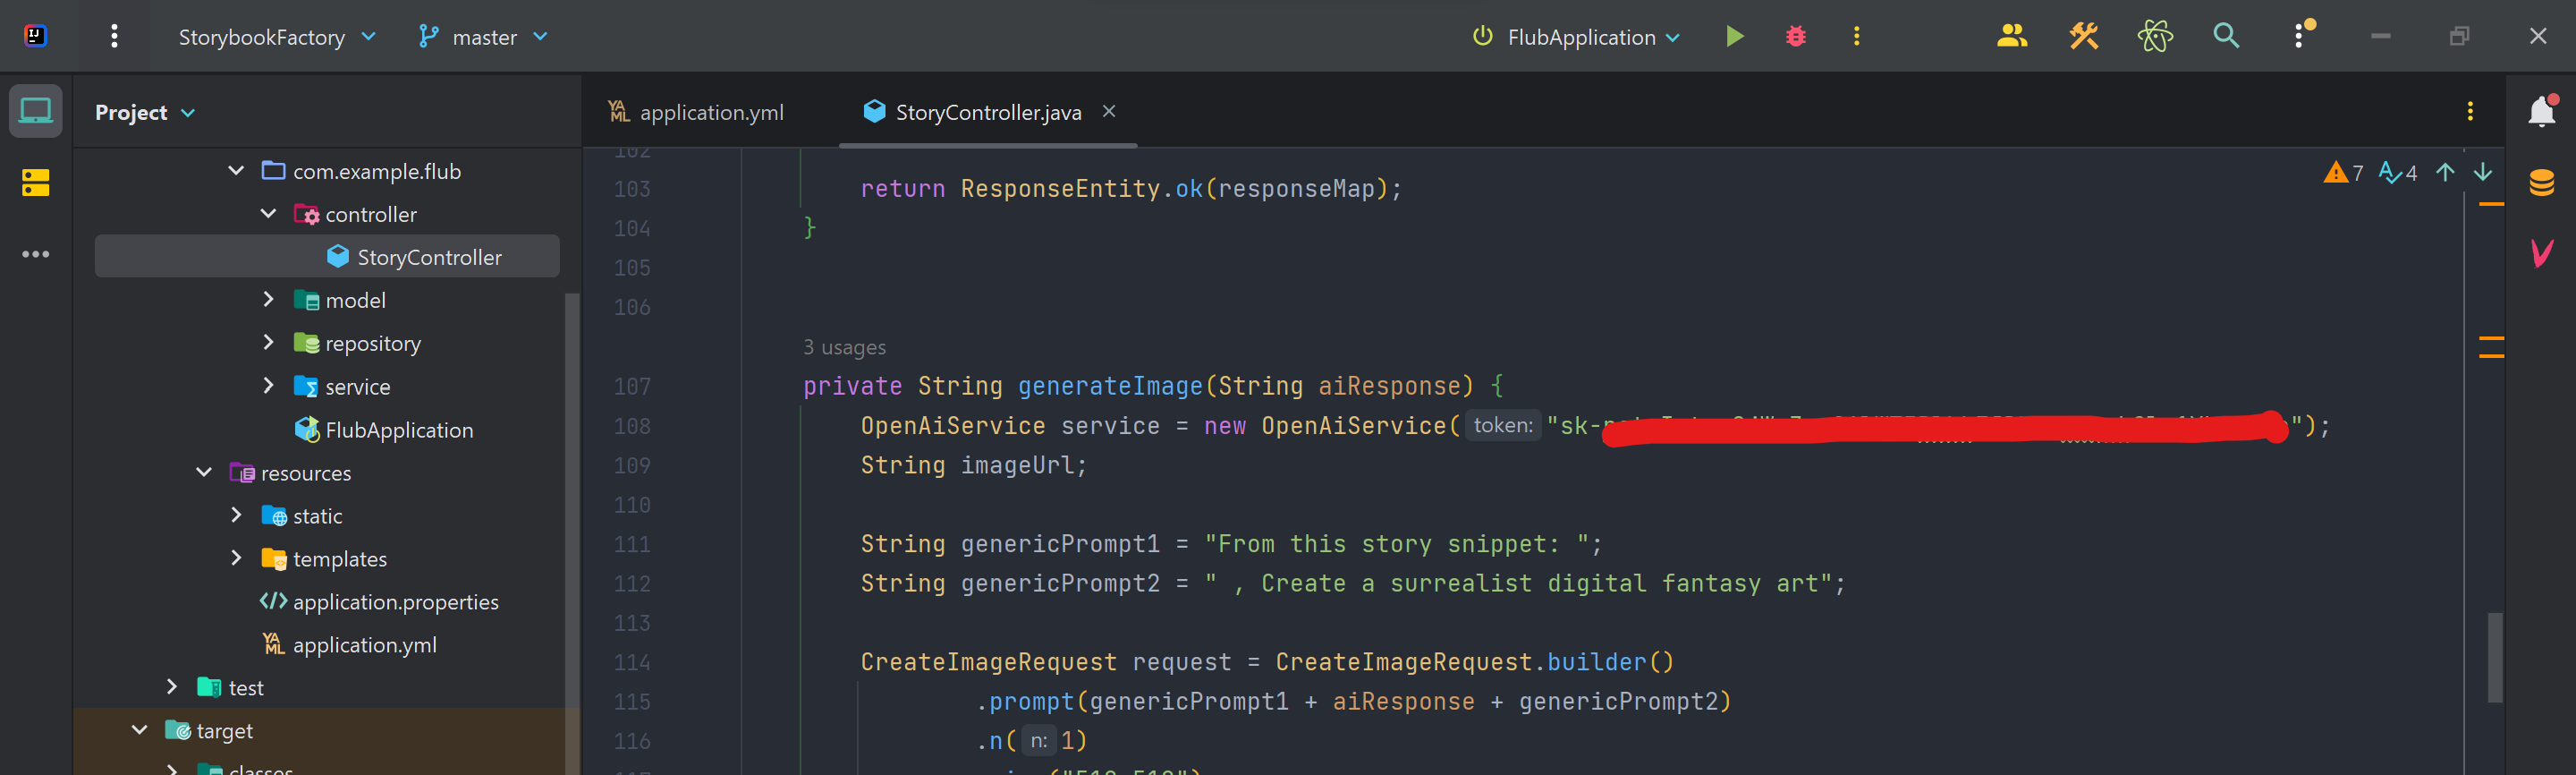 StorybookFactory
master
FlubApplication
Project
application.yml
StoryController.java
com.example.flub
controller
StoryController
model
repository
service
FlubApplication
resources
static
templates
application.properties
application.yml
test
target
classes
7 4
102
103 return ResponseEntity.ok(responseMap);
104 }
105
106
3 usages
107 private String generateImage(String aiResponse) {
108 OpenAiService service = new OpenAiService( token: "sk- ");
109 String imageUrl;
110
111 String genericPrompt1 = "From this story snippet: ";
112 String genericPrompt2 = " , Create a surrealist digital fantasy art";
113
114 CreateImageRequest request = CreateImageRequest.builder()
115 .prompt(genericPrompt1 + aiResponse + genericPrompt2)
116 .n( n: 1)